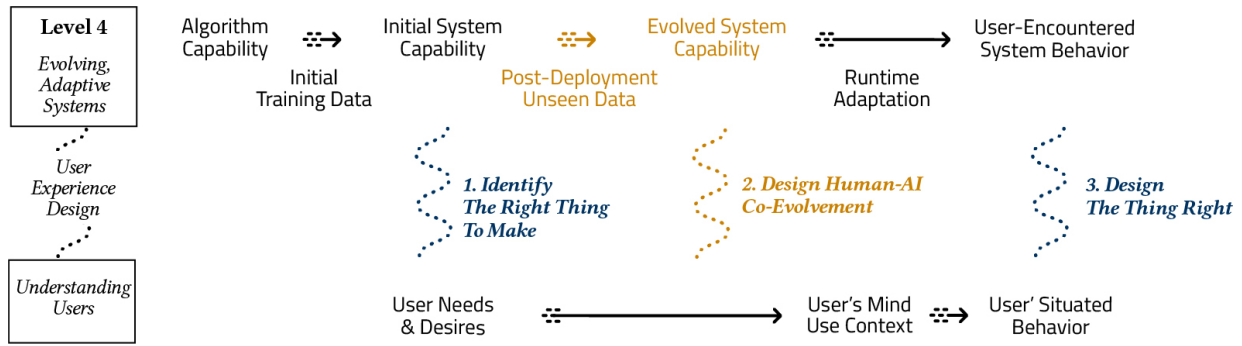 Level 4
Evolving,
Adaptive
Systems
User
Experience
Design
Understanding
Users
Algorithm
Capability
Initial
Training Data
Initial System
Capability
Post-Deployment
Unseen Data
Evolved System
Capability
Runtime
Adaptation
User-Encountered
System Behavior
1. Identify
The Right Thing
To Make
2. Design Human-AI
Co-Evolvement
3. Design
The Thing Right
User Needs
& Desires
User's Mind
Use Context
User' Situated
Behavior